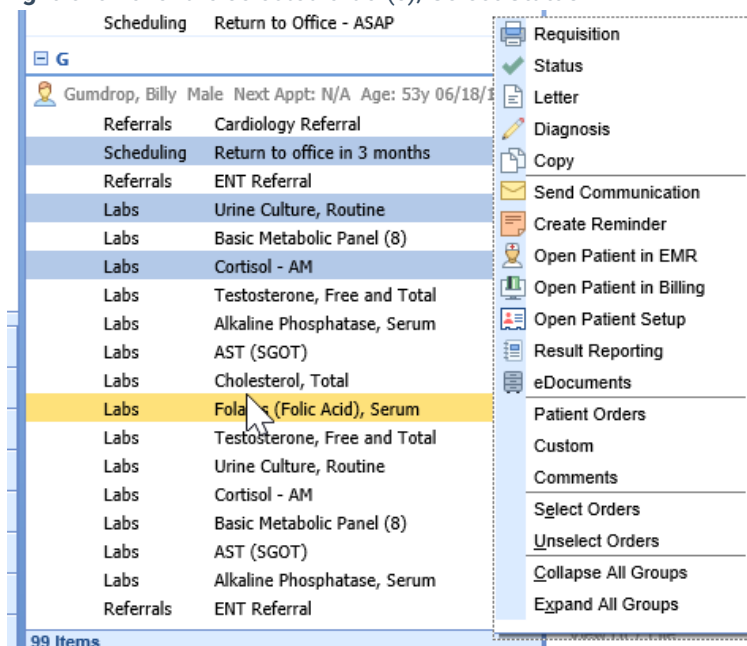 Scheduling Return to Office - ASAP
G
Gumdrop, Billy Male Next Appt: N/A Age: 53y 06/18/1
Referrals Cardiology Referral
Scheduling Return to office in 3 months
Referrals ENT Referral
Labs Urine Culture, Routine
Labs Basic Metabolic Panel (8)
Labs Cortisol - AM
Labs Testosterone, Free and Total
Labs Alkaline Phosphatase, Serum
Labs AST (SGOT)
Labs Cholesterol, Total
Labs (Folic Acid), Serum
Labs Testosterone, Free and Total
Labs Urine Culture, Routine
Labs Cortisol - AM
Labs Basic Metabolic Panel (8)
Labs AST (SGOT)
Labs Alkaline Phosphatase, Serum
Referrals ENT Referral
99 Items
Requisition
Status
Letter
Diagnosis
Copy
Send Communication
Create Reminder
Open Patient in EMR
Open Patient in Billing
Open Patient Setup
Result Reporting
eDocuments
Patient Orders
Custom
Comments
Select Orders
Unselect Orders
Collapse All Groups
Expand All Groups